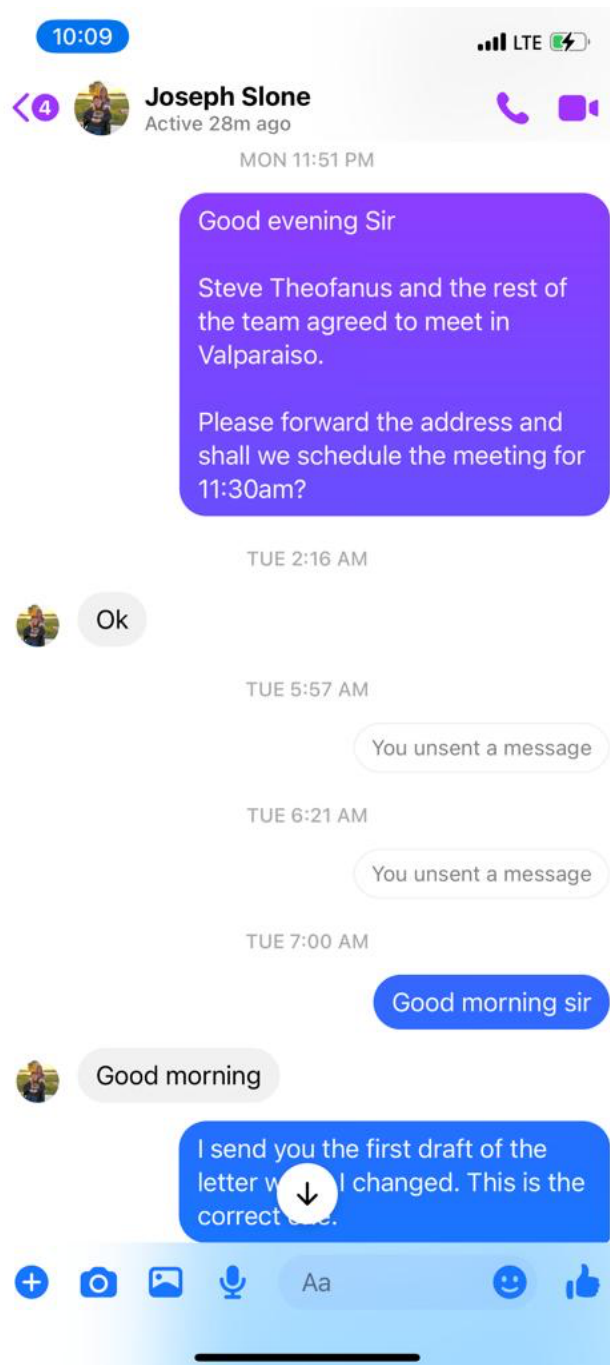 10:09
LTE
4
Joseph Slone
Active 28m ago
MON 11:51 PM
Good evening Sir
Steve Theofanus and the rest of
the team agreed to meet in
Valparaiso.
Please forward the address and
shall we schedule the meeting for
11:30am?
TUE 2:16 AM
Ok
TUE 5:57 AM
You unsent a message
TUE 6:21 AM
You unsent a message
TUE 7:00 AM
Good morning sir
Good morning
I send you the first draft of the
letter I changed. This is the
correct
Aa